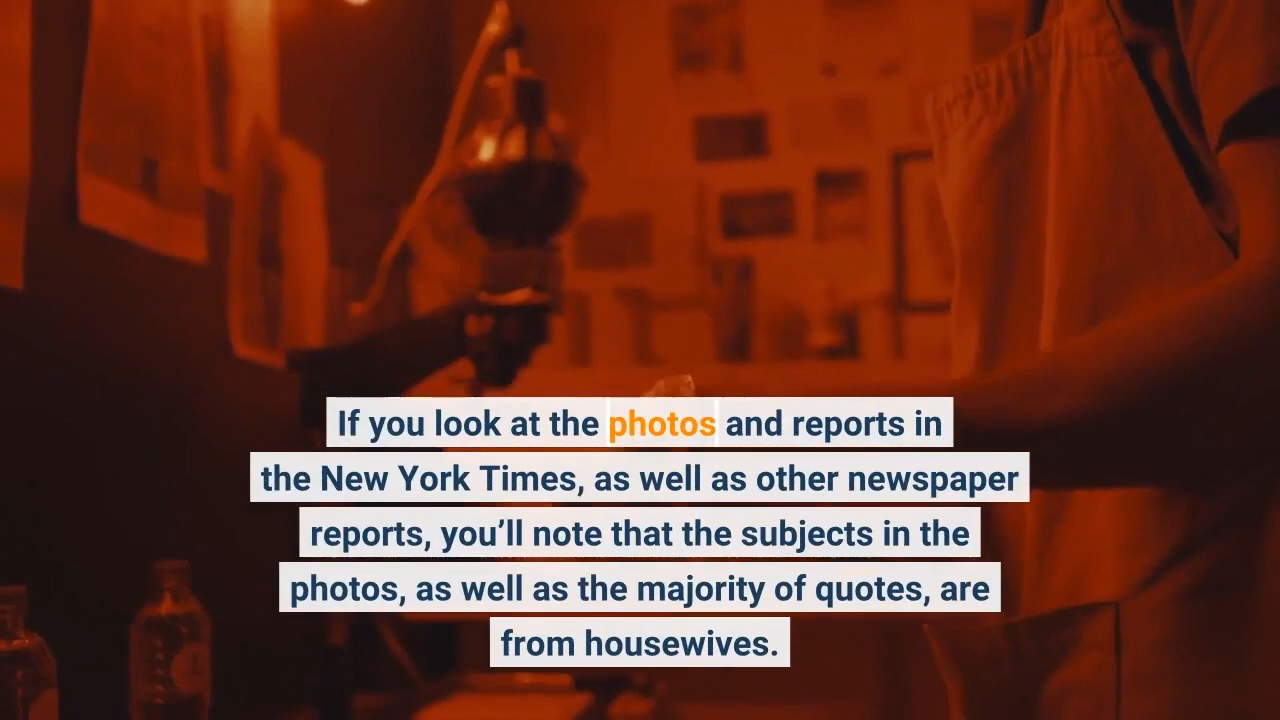 If you look at the photos and reports in
the New York Times, as well as other newspaper
reports, you’ll note that the subjects in the
photos, as well as the majority of quotes, are
from housewives.